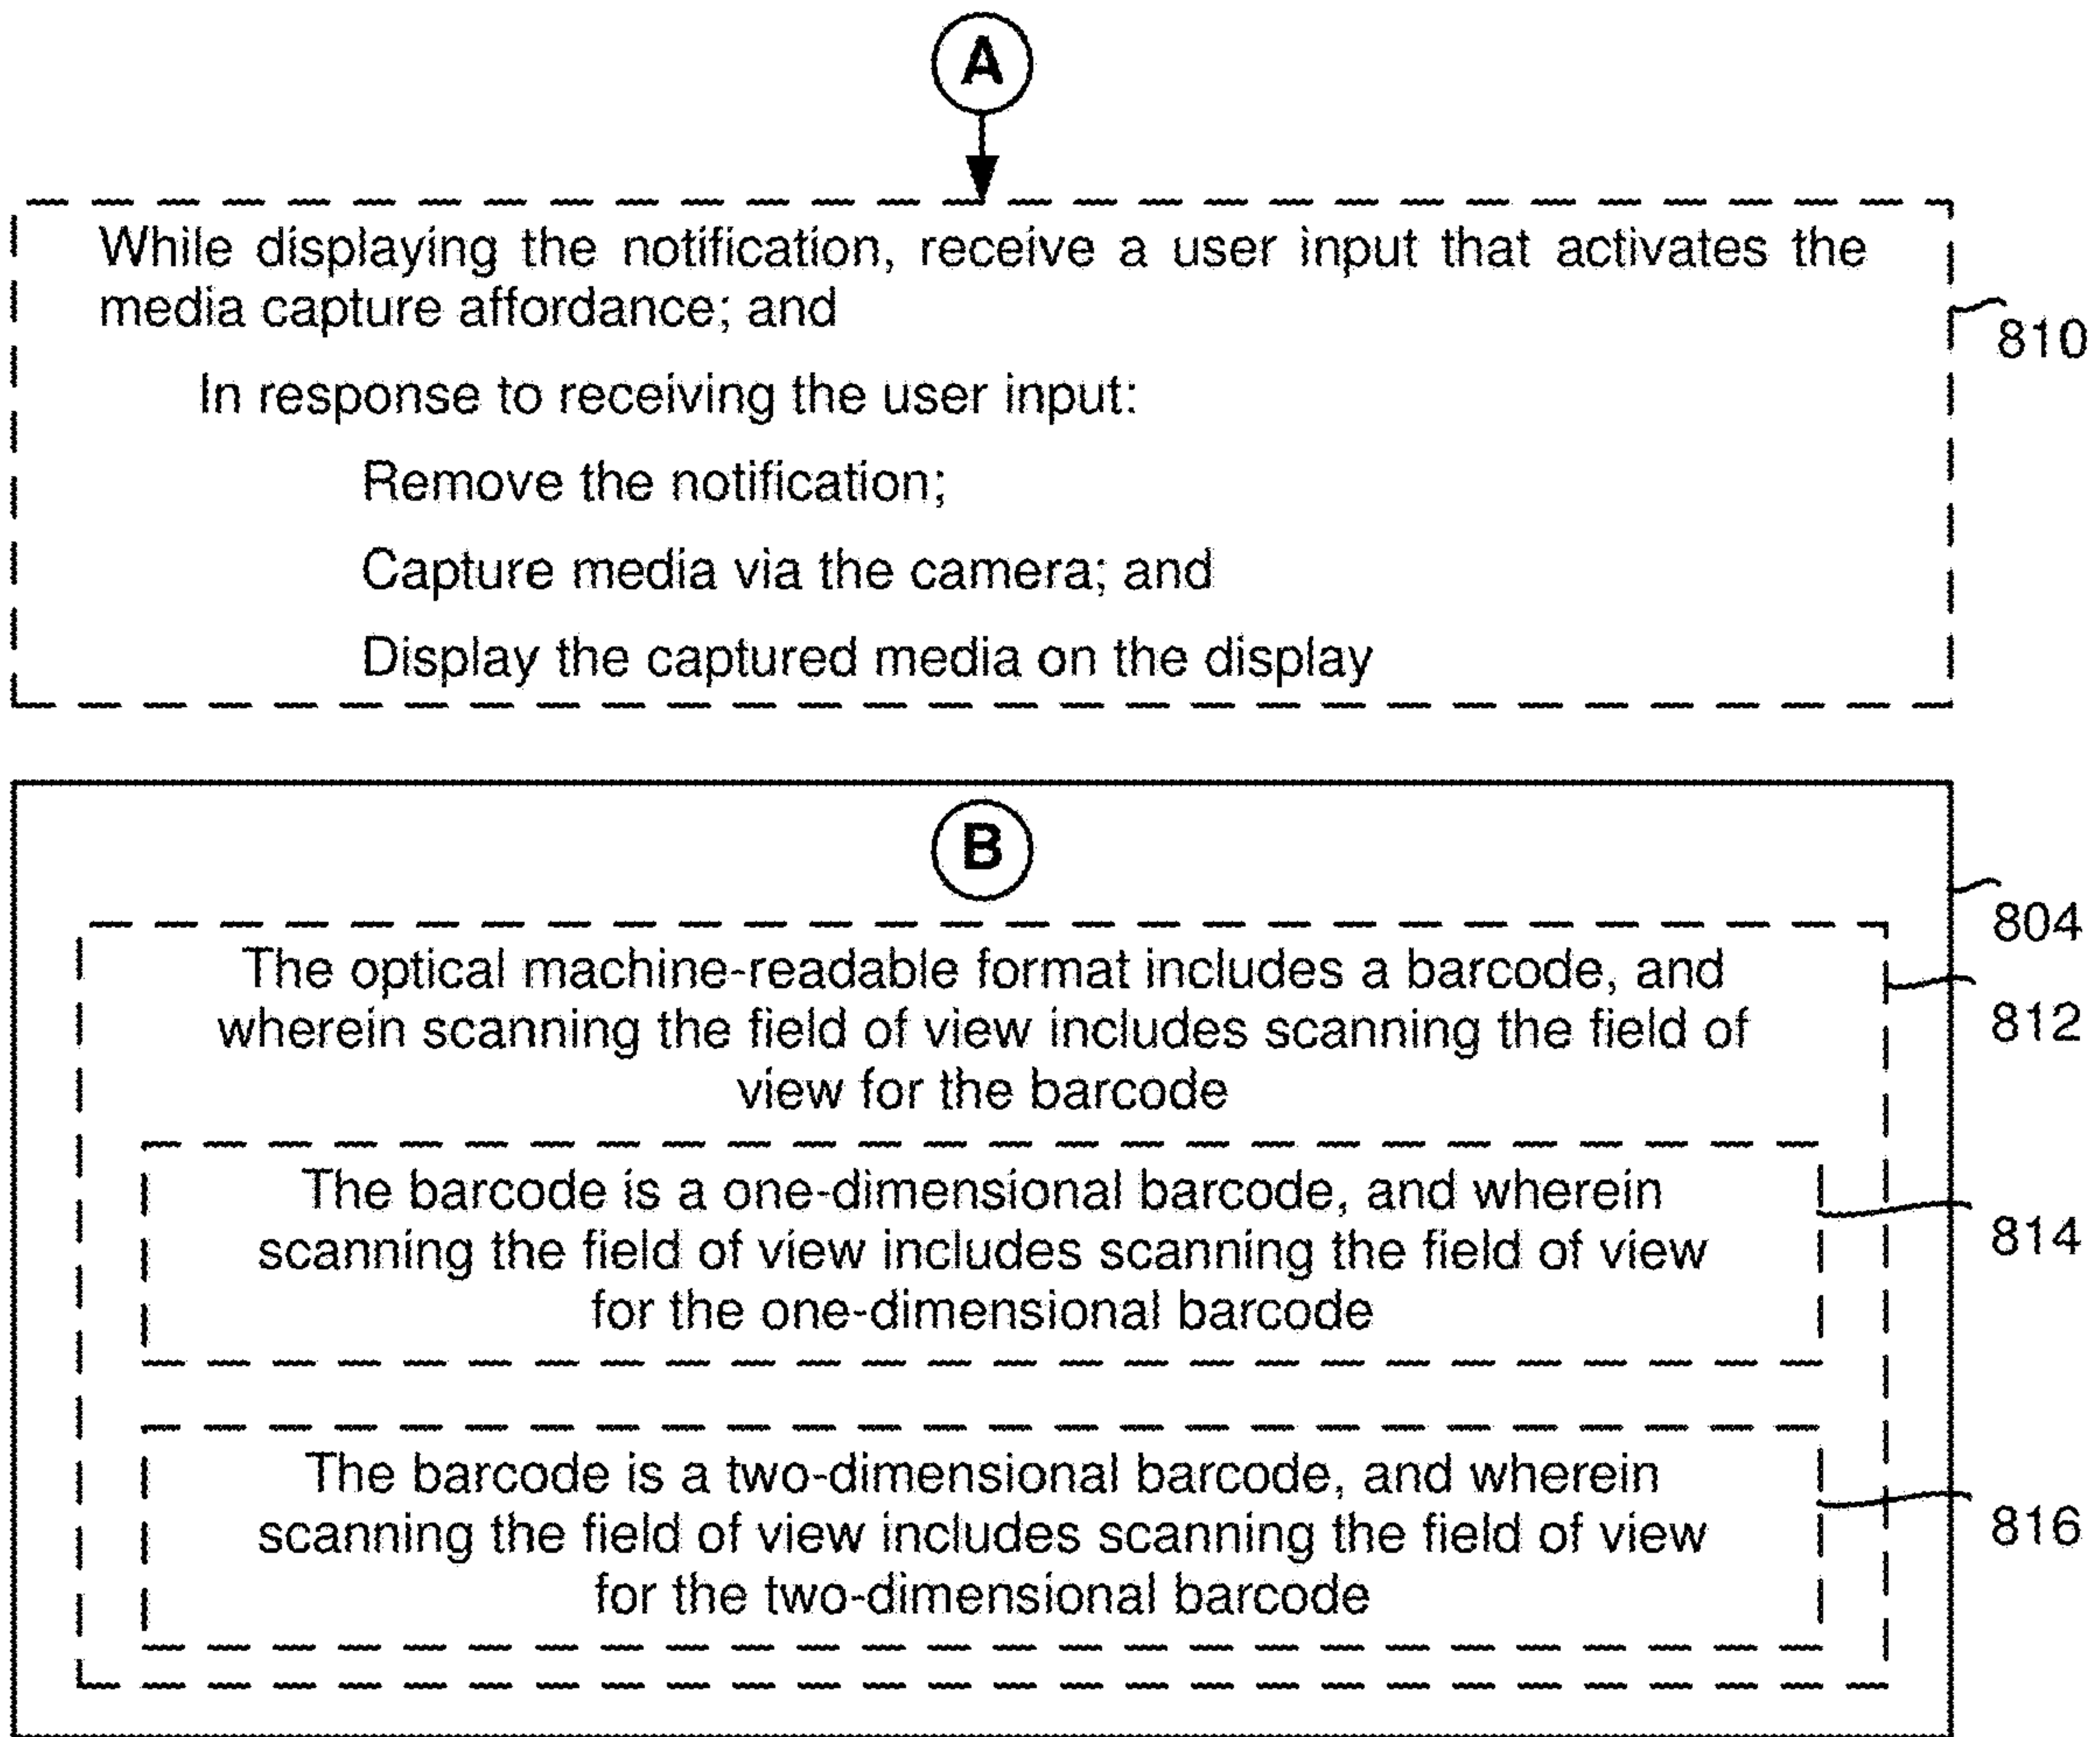 A
While displaying the notification, receive a user input that activates the
media capture affordance; and
810
In response to receiving the user input:
Remove the notification;
Capture media via the camera; and
Display the captured media on the display
B
804
The optical machine-readable format includes a barcode, and
812
wherein scanning the field of view includes scanning the field of
view for the barcode
The barcode is a one-dimensional barcode, and wherein
814
scanning the field of view includes scanning the field of view
for the one-dimensional barcode
The barcode is a two-dimensional barcode, and wherein
816
scanning the field of view includes scanning the field of view
for the two-dimensional barcode